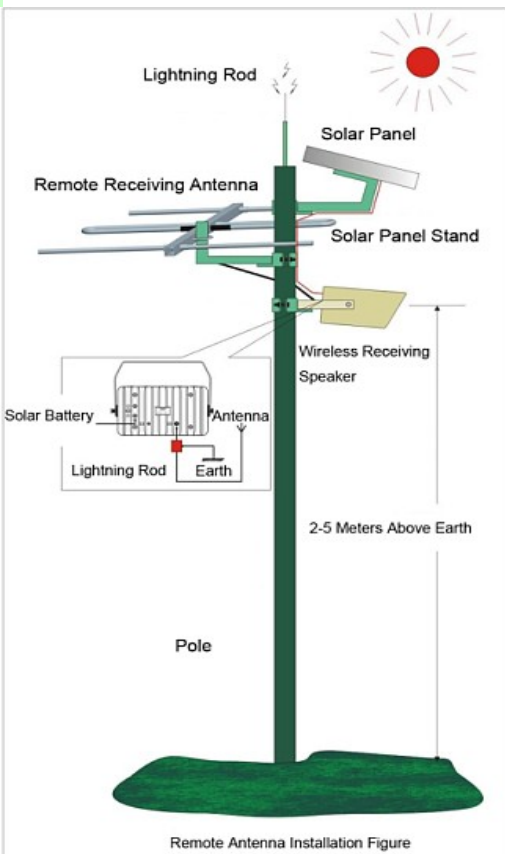 Lightning Rod
Solar Panel
Remote Receiving Antenna
Solar Panel Stand
Wireless Receiving
Speaker
Solar Battery
Antenna
Lightning Rod
Earth
2-5 Meters Above Earth
Pole
Remote Antenna Installation Figure